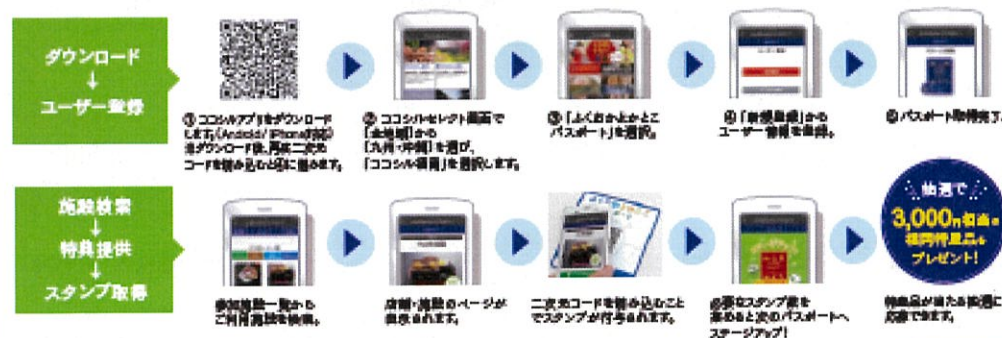 ダウンロード
↓
ユーザー登録
① ココシルアプリをダウンロード
します。(Android/iPhone対応)
※ダウンロード後、再度二次元
コードを読み込むと④に進みます。
② ココシルセレクト画面で
[全地域]から
[九州・沖縄]を選び、
「ココシル福岡」を選択します。
③「ふくおかよかとこ
パスポート」を選択。
④「新規登録」から
ユーザー情報を登録。
⑤パスポート取得完了。
施設検索
↓
特典提供
↓
スタンプ取得
参加施設一覧から
ご利用施設を検索。
店舗・施設のページが
表示されます。
二次元コードを読み込むこと
でスタンプが付与されます。
必要なスタンプ数を
集めると次のパスポートへ
ステージアップ!
抽選で
3,000円相当の
福岡特産品を
プレゼント!
特産品が当たる抽選に
応募できます。